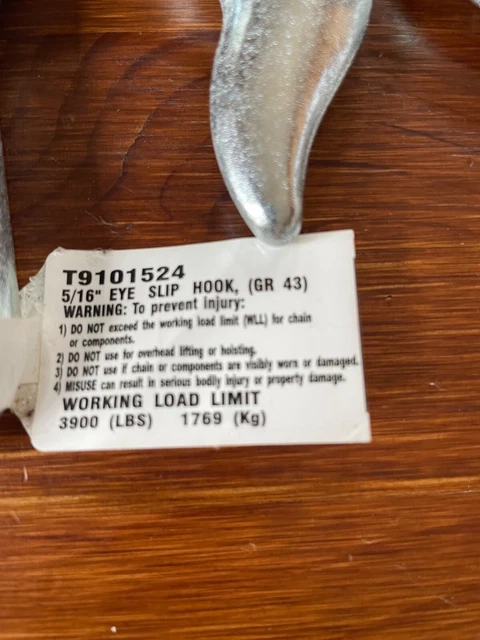 T9101524
5/16" EYE SLIP HOOK, (GR 43)
WARNING: To prevent injury:
1) DO NOT exceed the working load limit (WLL) for chain
or components.
2) DO NOT use for overhead lifting or hoisting.
3) DO NOT use if chain or components are visibly worn or damaged.
4) MISUSE can result in serious bodily injury or property damage.
WORKING LOAD LIMIT
3900 (LBS) 1769 (Kg)